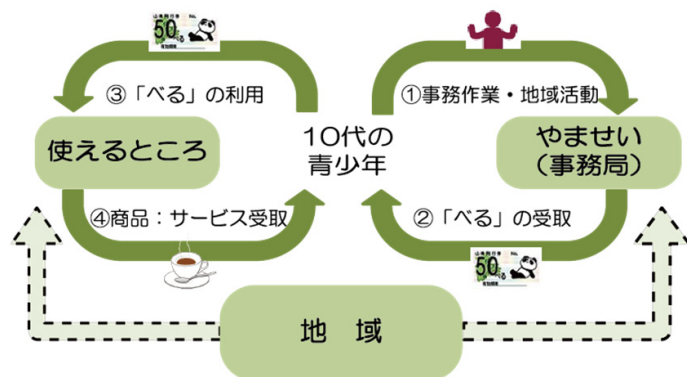 50
③「べる」の利用
①事務作業・地域活動
使えるところ
10代の
青少年
やませい
(事務局)
④商品：サービス受取
②「べる」の受取
50
地 域